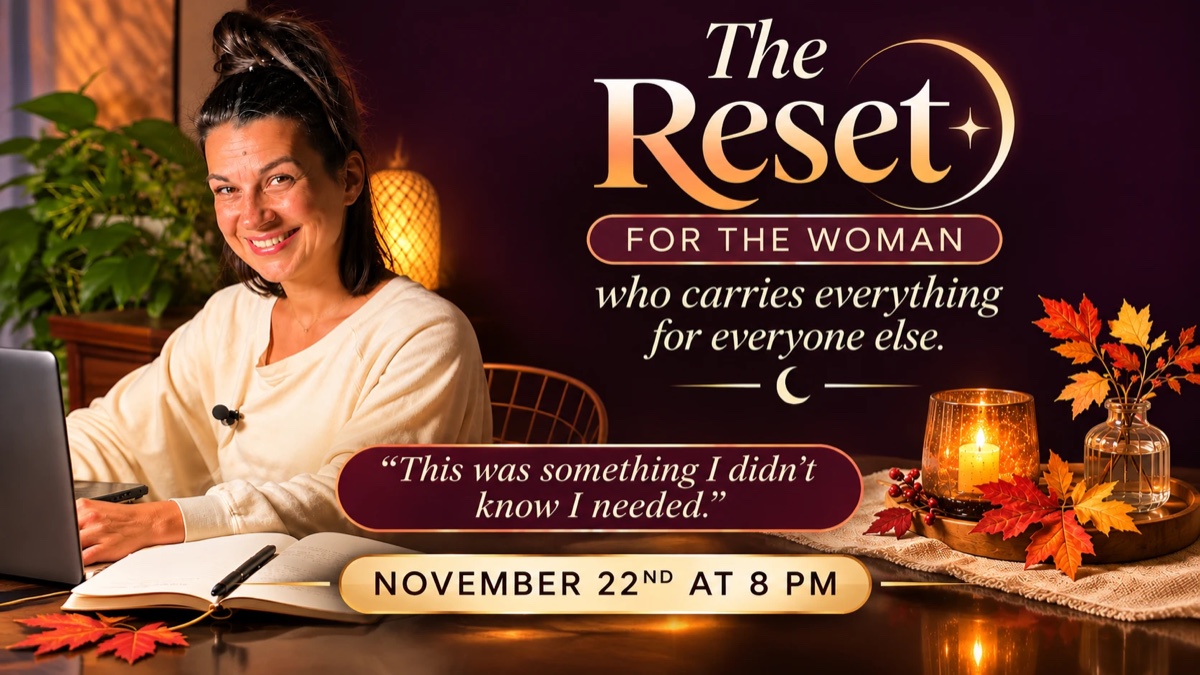 The
Reset
FOR THE WOMAN
who carries everything
for everyone else.
“This was something I didn’t
know I needed.”
NOVEMBER 22ND AT 8 PM